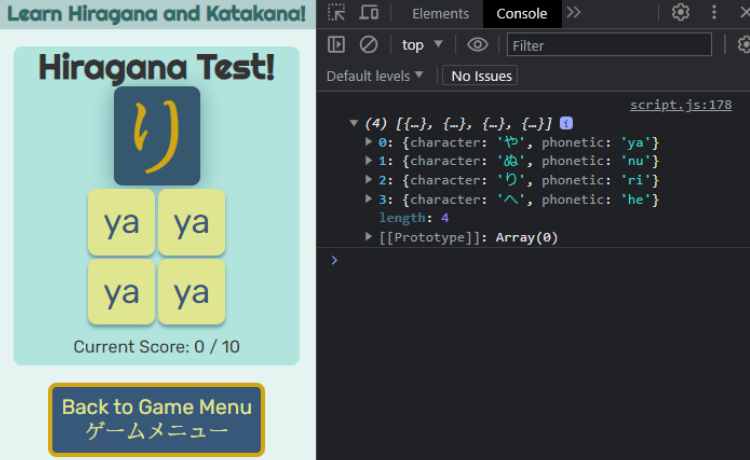 Learn Hiragana and Katakana!
Hiragana Test!
り
ya ya
ya ya
Current Score: 0 / 10
Back to Game Menu
ゲームメニュー
Elements Console
top Filter
Default levels No Issues
script.js:178
(4) [{…}, {…}, {…}, {…}] i
0: {character: 'や', phonetic: 'ya'}
1: {character: 'ぬ', phonetic: 'nu'}
2: {character: 'り', phonetic: 'ri'}
3: {character: 'へ', phonetic: 'he'}
length: 4
[[Prototype]]: Array(0)